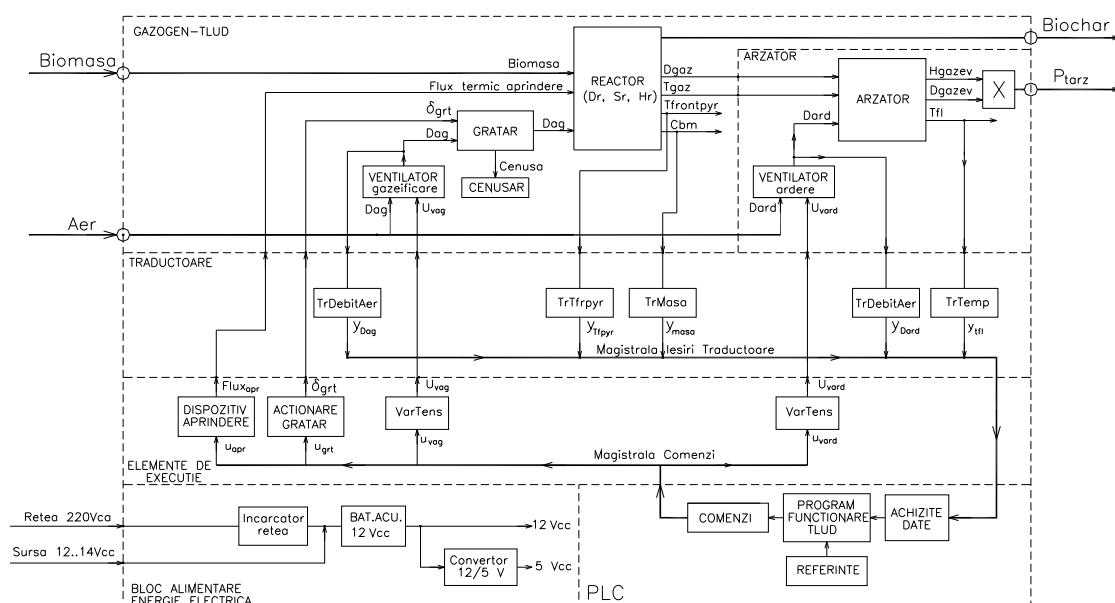 GAZOGEN-TLUD
Biochar
Biomasa
Biomasa
REACTOR
(Dr, Sr, Hr)
Flux termic aprindere
Dgaz
Tgaz
Tfrontpyr
Cbm
ARZATOR
ARZATOR
Hgazev
Dgazev
Tfl
X
Ptarz
δgrt
Dag
GRATAR
Dag
Cenusa
CENUSAR
VENTILATOR
gazeificare
Dag
Uvag
Dard
VENTILATOR
ardere
Dard
Uvard
Aer
TRADUCTOARE
TrDebitAer
TrTfrpyr
TrMasa
TrDebitAer
TrTemp
yDag
yTfpyr
ymasa
yDard
ytfl
Magistrala Iesiri Traductoare
Fluxapr
δgrt
Uvag
Uvard
DISPOZITIV
APRINDERE
ACTIONARE
GRATAR
VarTens
VarTens
uapr
ugrt
uvag
uvard
Magistrala Comenzi
ELEMENTE DE
EXECUTIE
Retea 220Vca
Incarcator
retea
BAT.ACU.
12 Vcc
12 Vcc
Sursa 12..14Vcc
Convertor
12/5 V
5 Vcc
COMENZI
PROGRAM
FUNCTIONARE
TLUD
ACHIZITE
DATE
REFERINTE
BLOC ALIMENTARE
ENERGIE ELECTRICA
PLC